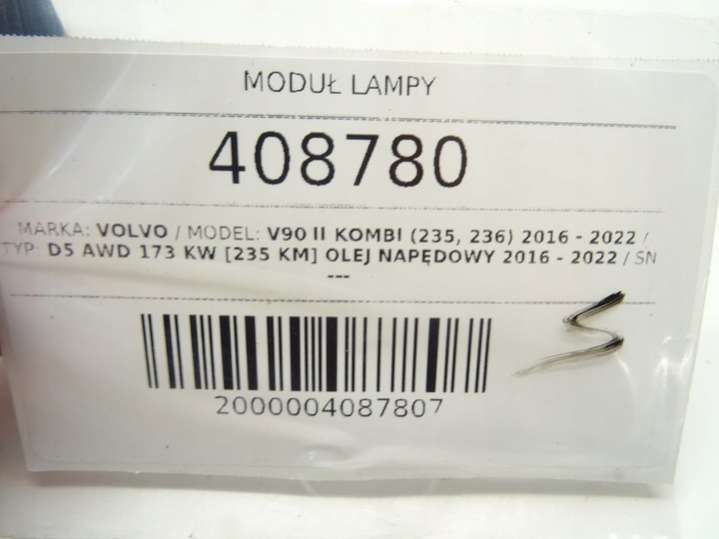 MODUŁ LAMPY
408780
MARKA: VOLVO / MODEL: V90 II KOMBI (235, 236) 2016 - 2022 /
TYP: D5 AWD 173 KW [235 KM] OLEJ NAPĘDOWY 2016 - 2022 / SN
---
2000004087807